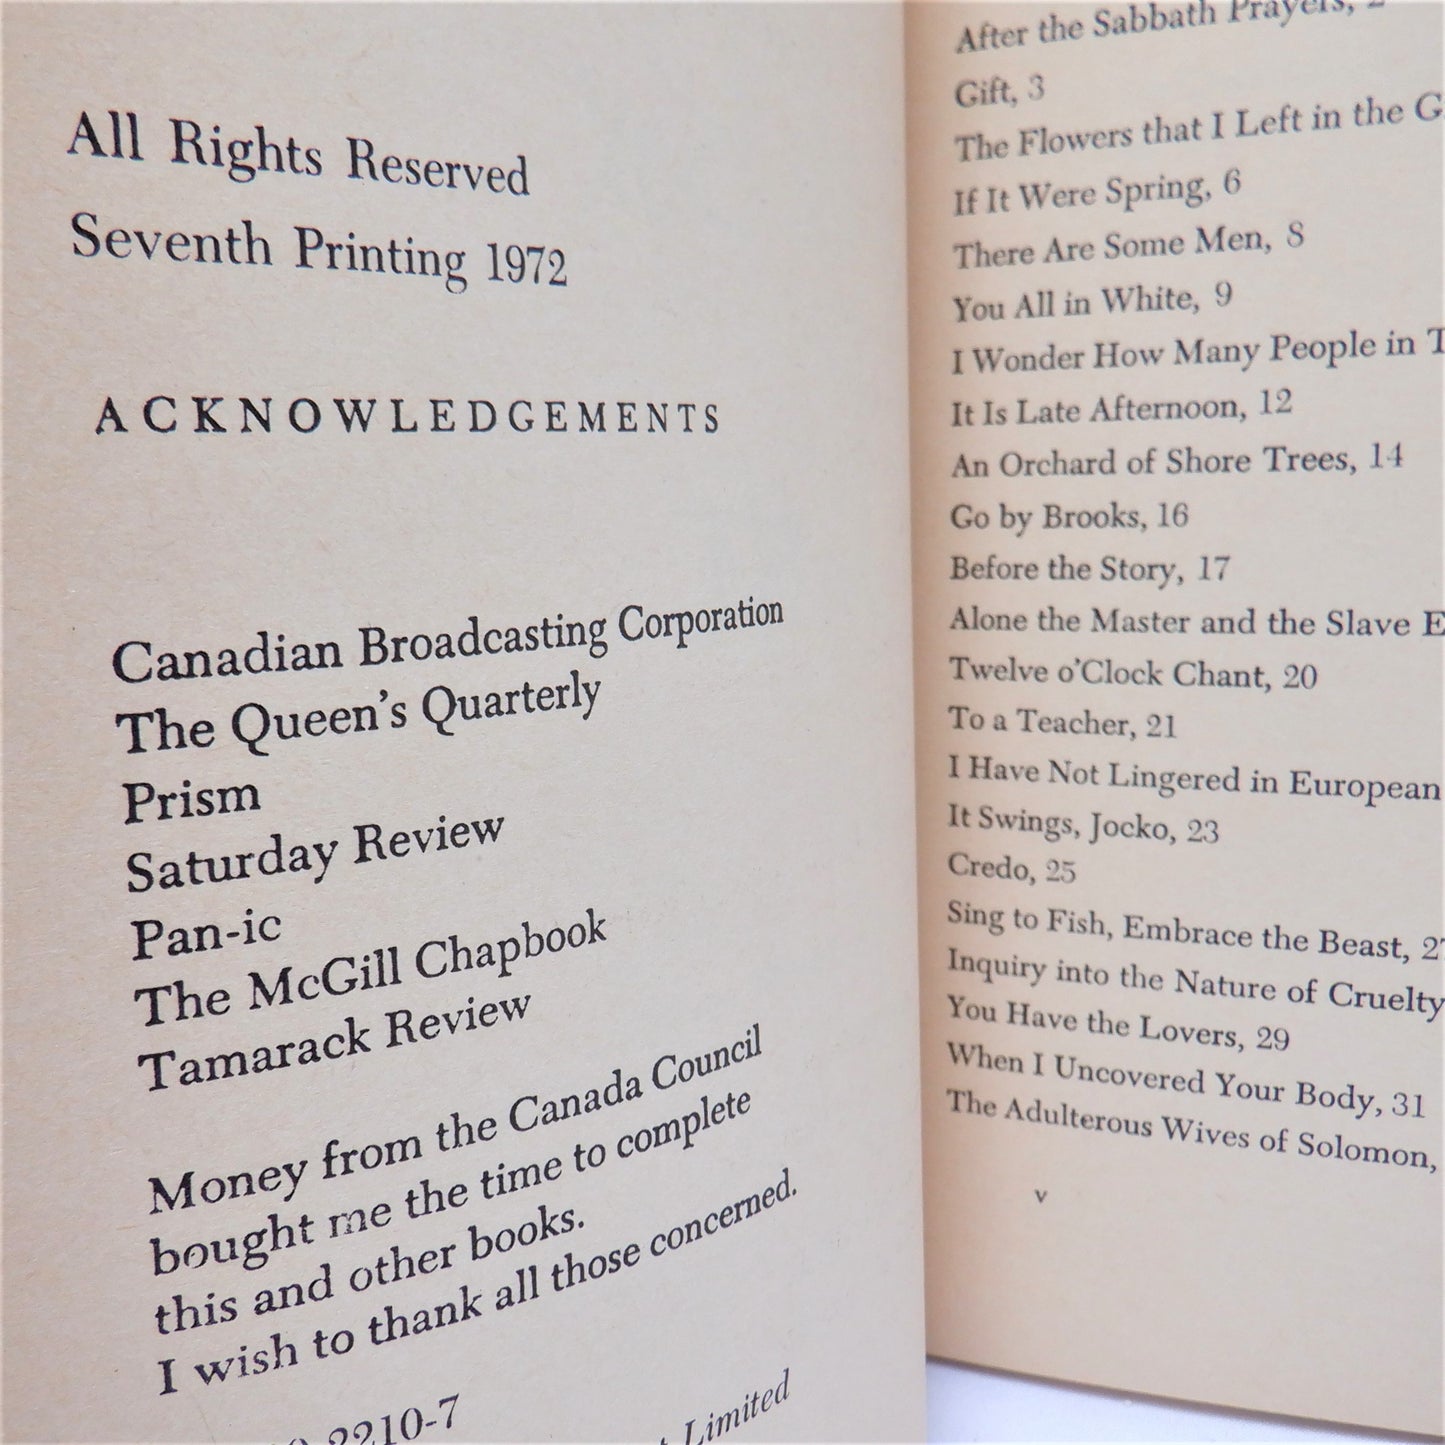 All Rights Reserved
Seventh Printing 1972
ACKNOWLEDGEMENTS
Canadian Broadcasting Corporation
The Queen's Quarterly
Prism
Saturday Review
Pan-ic
The McGill Chapbook
Tamarack Review
Money from the Canada Council
bought me the time to complete
this and other books.
I wish to thank all those concerned.
2210-7
Limited
After the Sabbath Prayers, 2
Gift, 3
The Flowers that I Left in the G
If It Were Spring, 6
There Are Some Men, 8
You All in White, 9
I Wonder How Many People in T
It Is Late Afternoon, 12
An Orchard of Shore Trees, 14
Go by Brooks, 16
Before the Story, 17
Alone the Master and the Slave E
Twelve o'Clock Chant, 20
To a Teacher, 21
I Have Not Lingered in European
It Swings, Jocko, 23
Credo, 25
Sing to Fish, Embrace the Beast, 27
Inquiry into the Nature of Cruelty
You Have the Lovers, 29
When I Uncovered Your Body, 31
The Adulterous Wives of Solomon,
v